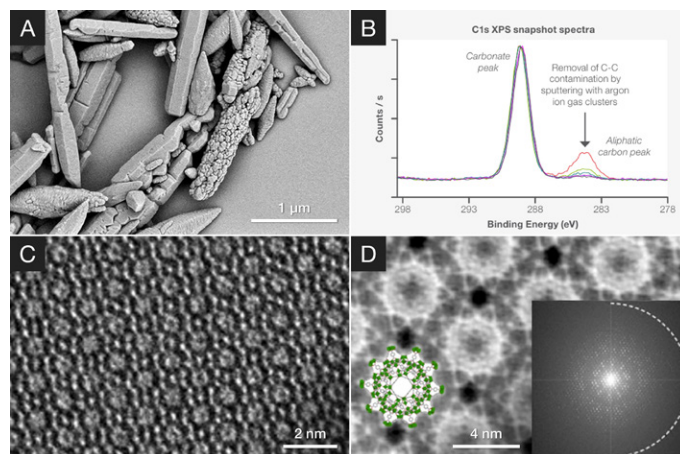 A
1 µm
B
C1s XPS snapshot spectra
Carbonate
peak
Removal of C-C
contamination by
sputtering with argon
ion gas clusters
Aliphatic
carbon peak
Counts / s
298 293 288 283 278
Binding Energy (eV)
C
2 nm
D
4 nm